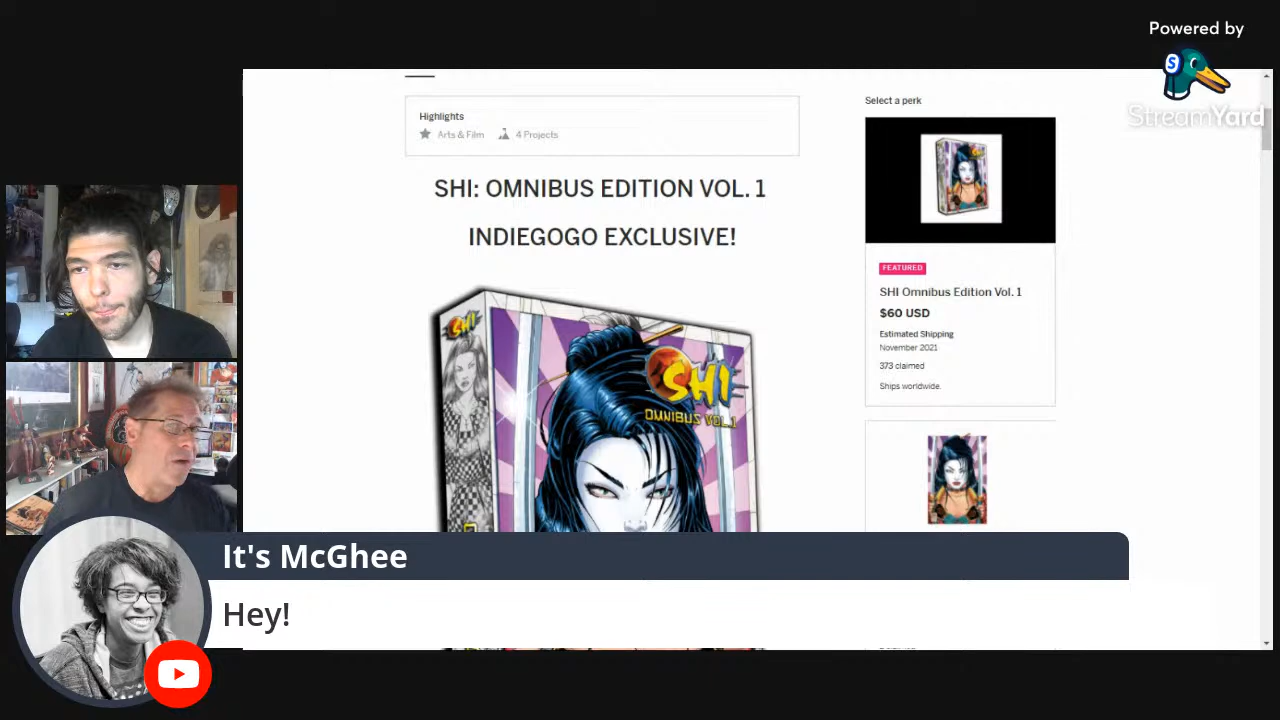 Powered by
S
StreamYard
Highlights
Arts & Film 4 Projects
SHI: OMNIBUS EDITION VOL. 1
INDIEGOGO EXCLUSIVE!
SHI
SHI
OMNIBUS VOL.1
Select a perk
FEATURED
SHI Omnibus Edition Vol. 1
$60 USD
Estimated Shipping
November 2021
373 claimed
Ships worldwide.
It's McGhee
Hey!